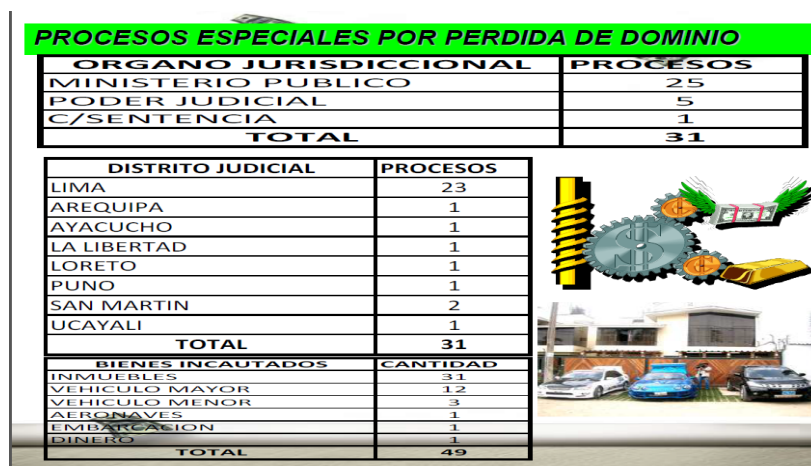 PROCESOS ESPECIALES POR PERDIDA DE DOMINIO
ORGANO JURISDICCIONAL PROCESOS
MINISTERIO PUBLICO 25
PODER JUDICIAL 5
C/SENTENCIA 1
TOTAL 31
DISTRITO JUDICIAL PROCESOS
LIMA 23
AREQUIPA 1
AYACUCHO 1
LA LIBERTAD 1
LORETO 1
PUNO 1
SAN MARTIN 2
UCAYALI 1
TOTAL 31
BIENES INCAUTADOS CANTIDAD
INMUEBLES 31
VEHICULO MAYOR 12
VEHICULO MENOR 3
AERONAVES 1
EMBARCACION 1
DINERO 1
TOTAL 49